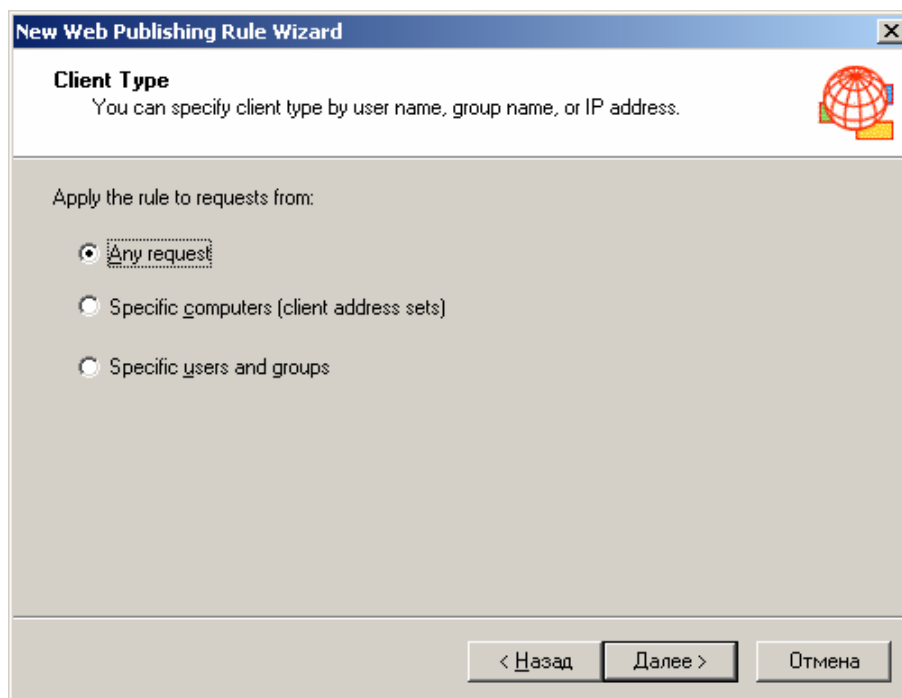 New Web Publishing Rule Wizard
Client Type
You can specify client type by user name, group name, or IP address.
Apply the rule to requests from:
Any request
Specific computers (client address sets)
Specific users and groups
< Назад Далее > Отмена